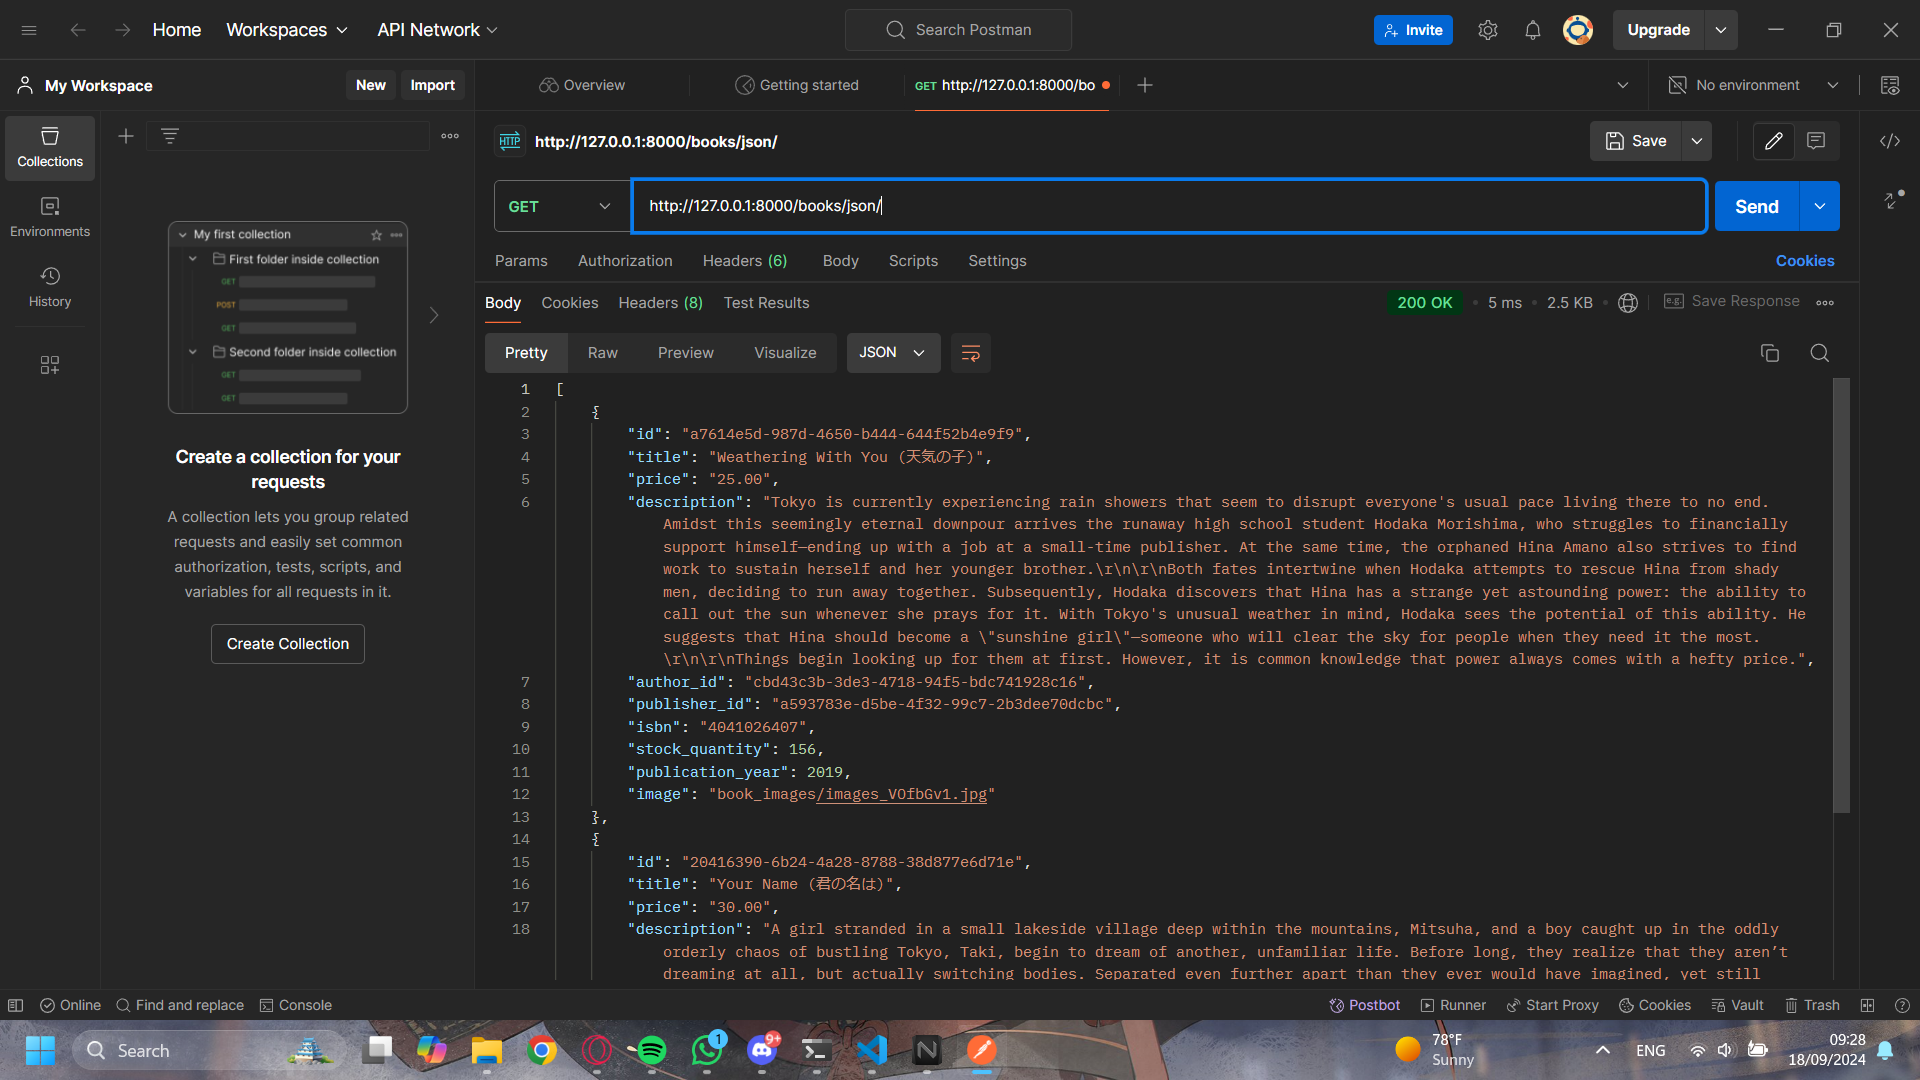 Home
Workspaces
API Network
Search Postman
Invite
Upgrade
My Workspace
New
Import
Overview
Getting started
GET http://127.0.0.1:8000/bo
No environment
Collections
Environments
History
My first collection
First folder inside collection
GET
POST
GET
Second folder inside collection
GET
GET
Create a collection for your
requests
A collection lets you group related
requests and easily set common
authorization, tests, scripts, and
variables for all requests in it.
Create Collection
HTTP http://127.0.0.1:8000/books/json/
Save
GET
http://127.0.0.1:8000/books/json/
Send
Params
Authorization
Headers (6)
Body
Scripts
Settings
Cookies
Body
Cookies
Headers (8)
Test Results
200 OK
5 ms
2.5 KB
e.g. Save Response
Pretty
Raw
Preview
Visualize
JSON
1 [
2 {
3 "id": "a7614e5d-987d-4650-b444-644f52b4e9f9",
4 "title": "Weathering With You (天気の子)",
5 "price": "25.00",
6 "description": "Tokyo is currently experiencing rain showers that seem to disrupt everyone's usual pace living there to no end.
Amidst this seemingly eternal downpour arrives the runaway high school student Hodaka Morishima, who struggles to financially
support himself—ending up with a job at a small-time publisher. At the same time, the orphaned Hina Amano also strives to find
work to sustain herself and her younger brother.\r\n\r\nBoth fates intertwine when Hodaka attempts to rescue Hina from shady
men, deciding to run away together. Subsequently, Hodaka discovers that Hina has a strange yet astounding power: the ability to
call out the sun whenever she prays for it. With Tokyo's unusual weather in mind, Hodaka sees the potential of this ability. He
suggests that Hina should become a \"sunshine girl\"—someone who will clear the sky for people when they need it the most.
\r\n\r\nThings begin looking up for them at first. However, it is common knowledge that power always comes with a hefty price.",
7 "author_id": "cbd43c3b-3de3-4718-94f5-bdc741928c16",
8 "publisher_id": "a593783e-d5be-4f32-99c7-2b3dee70dcbc",
9 "isbn": "4041026407",
10 "stock_quantity": 156,
11 "publication_year": 2019,
12 "image": "book_images/images_VOfbGv1.jpg"
13 },
14 {
15 "id": "20416390-6b24-4a28-8788-38d877e6d71e",
16 "title": "Your Name (君の名は)",
17 "price": "30.00",
18 "description": "A girl stranded in a small lakeside village deep within the mountains, Mitsuha, and a boy caught up in the oddly
orderly chaos of bustling Tokyo, Taki, begin to dream of another, unfamiliar life. Before long, they realize that they aren’t
dreaming at all, but actually switching bodies. Separated even further apart than they ever would have imagined, yet still
Online
Find and replace
Console
Postbot
Runner
Start Proxy
Cookies
Vault
Trash
Search
1
9+
78°F
Sunny
ENG
09:28
18/09/2024